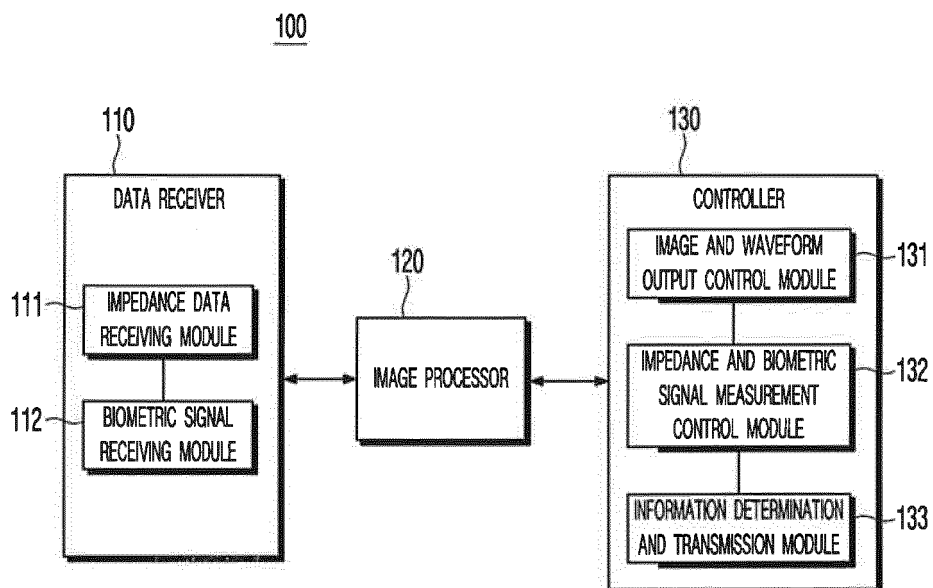 100
110
DATA RECEIVER
111
IMPEDANCE DATA
RECEIVING MODULE
112
BIOMETRIC SIGNAL
RECEIVING MODULE
120
IMAGE PROCESSOR
130
CONTROLLER
IMAGE AND WAVEFORM
OUTPUT CONTROL MODULE
131
IMPEDANCE AND BIOMETRIC
SIGNAL MEASUREMENT
CONTROL MODULE
132
INFORMATION DETERMINATION
AND TRANSMISSION MODULE
133